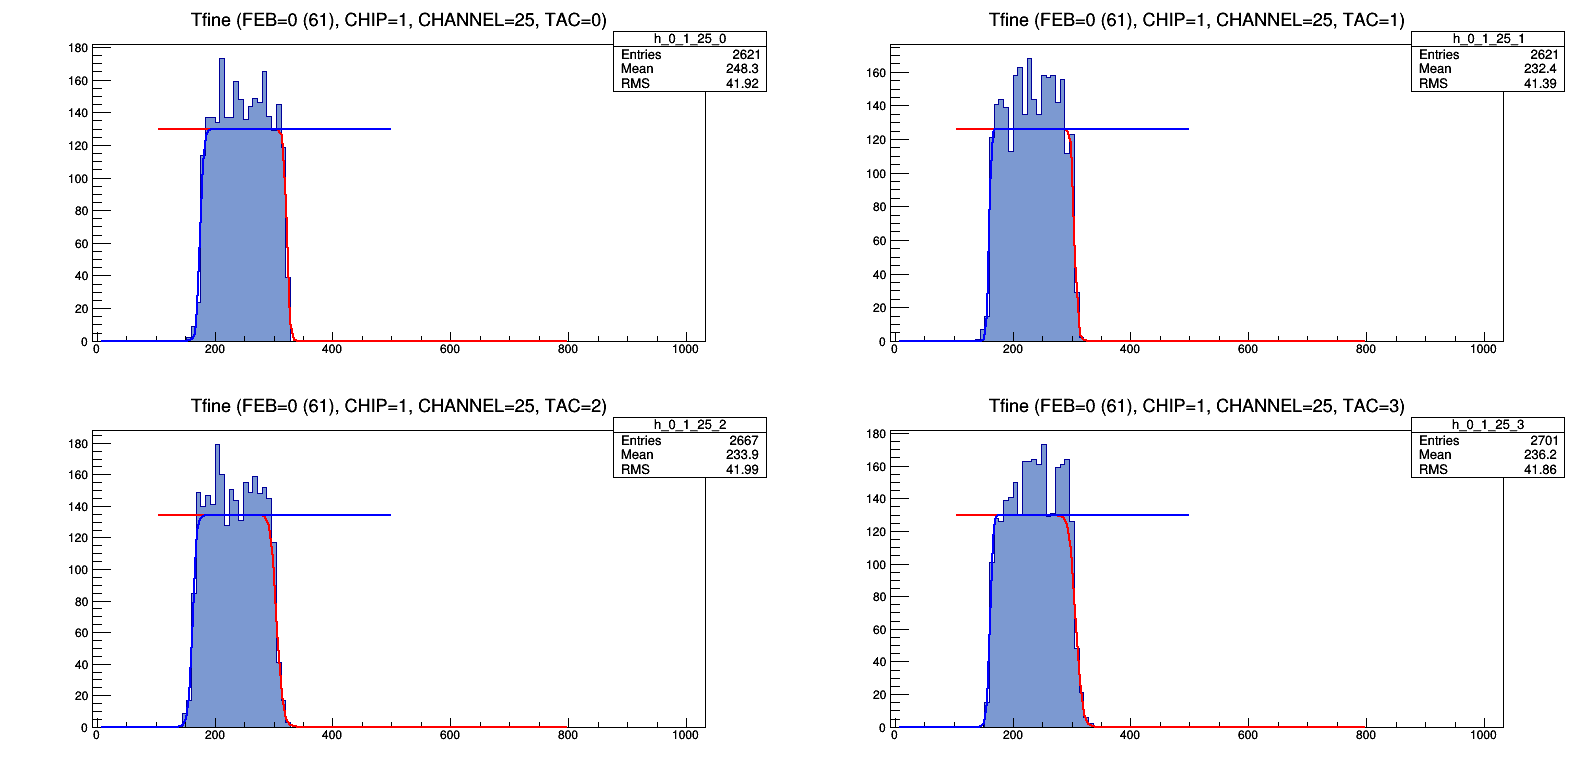 Tfine (FEB=0 (61), CHIP=1, CHANNEL=25, TAC=0)
h_0_1_25_0
Entries 2621
Mean 248.3
RMS 41.92
180
160
140
120
100
80
60
40
20
0
0 200 400 600 800 1000
Tfine (FEB=0 (61), CHIP=1, CHANNEL=25, TAC=1)
h_0_1_25_1
Entries 2621
Mean 232.4
RMS 41.39
160
140
120
100
80
60
40
20
0
0 200 400 600 800 1000
Tfine (FEB=0 (61), CHIP=1, CHANNEL=25, TAC=2)
h_0_1_25_2
Entries 2667
Mean 233.9
RMS 41.99
180
160
140
120
100
80
60
40
20
0
0 200 400 600 800 1000
Tfine (FEB=0 (61), CHIP=1, CHANNEL=25, TAC=3)
h_0_1_25_3
Entries 2701
Mean 236.2
RMS 41.86
180
160
140
120
100
80
60
40
20
0
0 200 400 600 800 1000